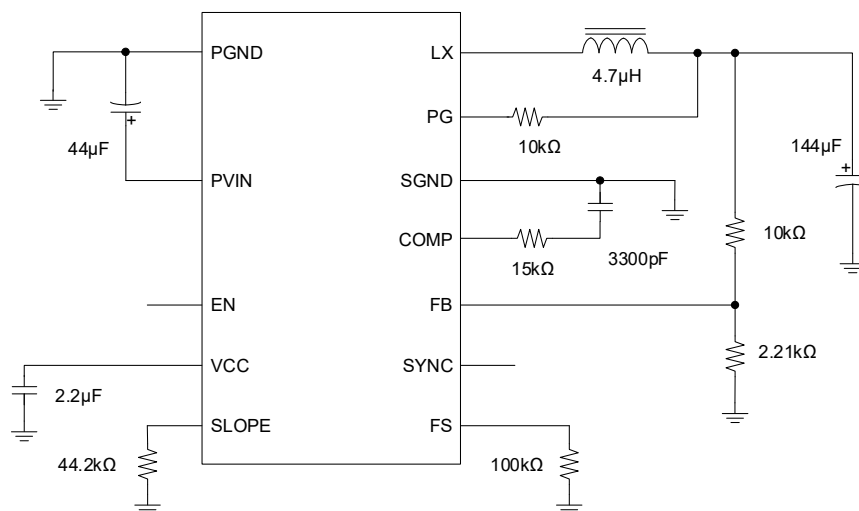 PGND
LX
4.7µH
PG
10kΩ
44µF
144µF
PVIN
SGND
COMP
10kΩ
15kΩ
3300pF
EN
FB
VCC
SYNC
2.21kΩ
2.2µF
SLOPE
FS
44.2kΩ
100kΩ